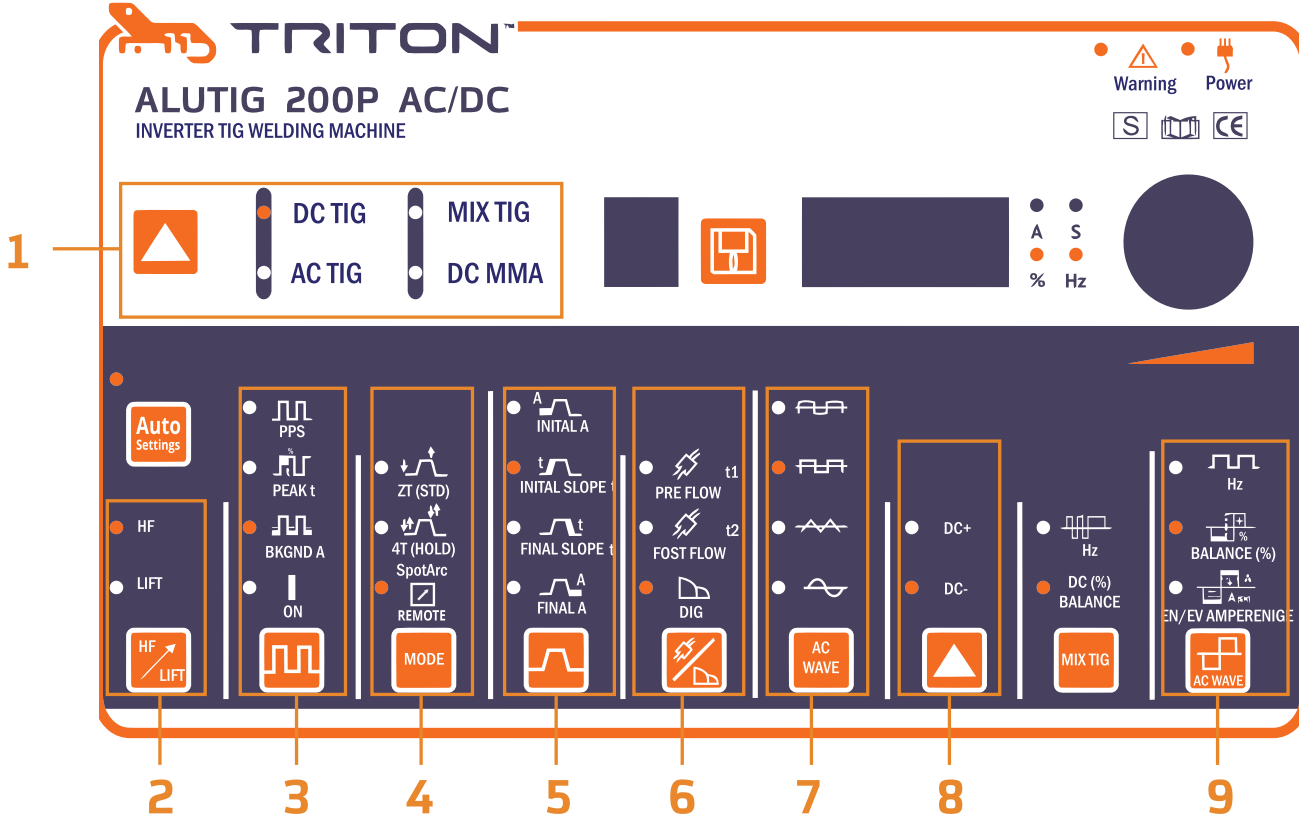 TRITON™
ALUTIG 200P AC/DC
INVERTER TIG WELDING MACHINE
Warning
Power
S
CE
1
DC TIG
MIX TIG
AC TIG
DC MMA
A
S
%
Hz
Auto
Settings
HF
LIFT
HF
LIFT
PPS
%
PEAK t
BKGND A
ON
ZT (STD)
4T (HOLD)
SpotArc
REMOTE
MODE
A
INITAL A
t
INITAL SLOPE t
t
FINAL SLOPE t
A
FINAL A
t1
PRE FLOW
t2
FOST FLOW
DIG
AC
WAVE
DC+
DC-
Hz
DC (%)
BALANCE
MIX TIG
Hz
%
BALANCE (%)
A
A
EN/EV AMPERENIGE
AC WAVE
2
3
4
5
6
7
8
9